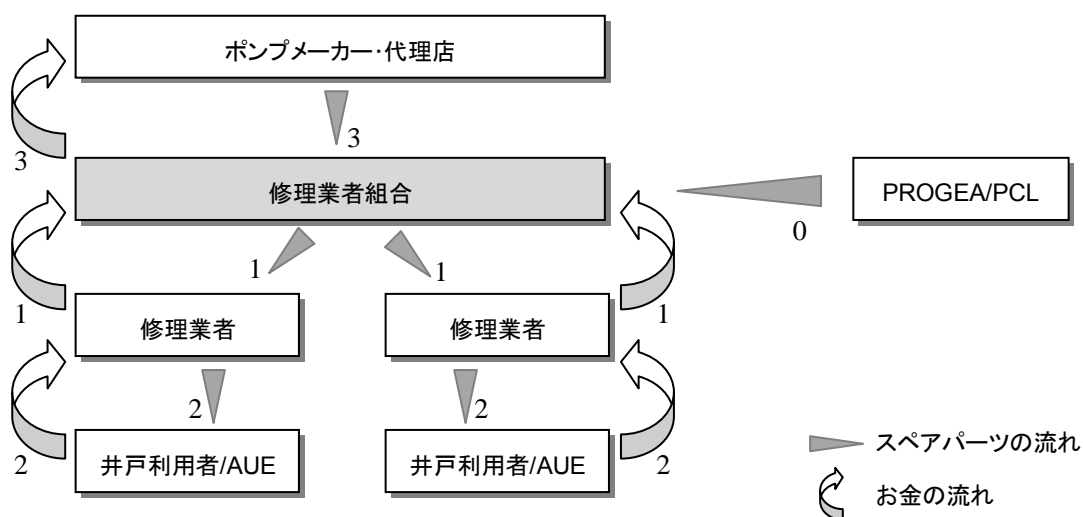 ポンプメーカー・代理店
3
3
修理業者組合
PROGEA/PCL
0
1
1
1
1
修理業者
修理業者
2
2
2
2
井戸利用者/AUE
井戸利用者/AUE
スペアパーツの流れ
お金の流れ